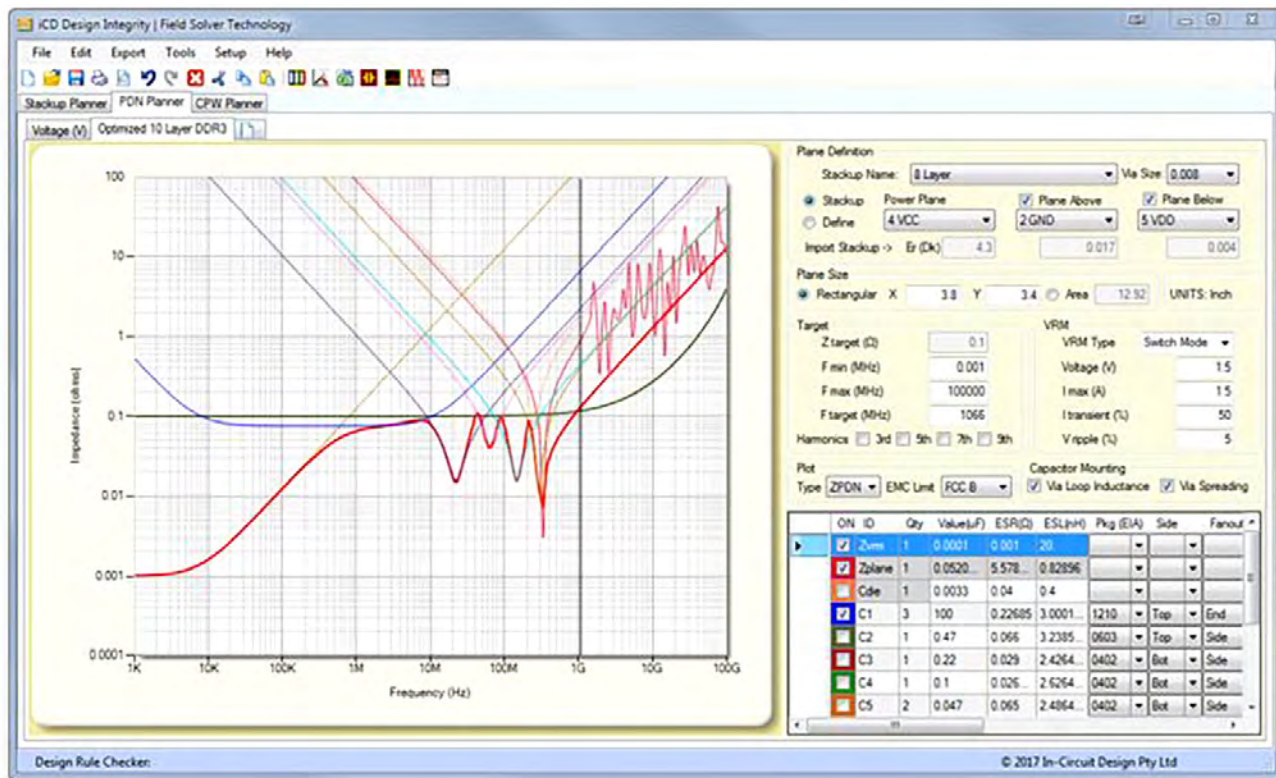 iCD Design Integrity | Field Solver Technology
File Edit Export Tools Setup Help
Stackup Planner PDN Planner CPW Planner
Voltage (V) Optimized 10 Layer DDR3
Plane Definition
Stackup Name: 8 Layer Via Size 0.008
Stackup Power Plane Plane Above Plane Below
Define 4 VCC 2 GND 5 VDD
Import Stackup -> Er (Dk) 4.3 0.017 0.004
Plane Size
Rectangular X 3.8 Y 3.4 Area 12.92 UNITS: Inch
Target VRM
Z target (Ω) 0.1 VRM Type Switch Mode
F min (MHz) 0.001 Voltage (V) 1.5
F max (MHz) 100000 I max (A) 1.5
F target (MHz) 1066 I transient (%) 50
Harmonics 3rd 5th 7th 9th V ripple (%) 5
Plot Capacitor Mounting
Type ZPDN EMC Limit FCC B Via Loop Inductance Via Spreading
ON ID Qty Value(uF) ESR(Ω) ESL(nH) Pkg (EIA) Side Fanout
Zvrm 1 0.0001 0.001 20
Zplane 1 0.0520... 5.578... 0.82896
Cdie 1 0.0033 0.04 0.4
C1 3 100 0.22685 3.0001... 1210 Top End
C2 1 0.47 0.066 3.2385... 0603 Top Side
C3 1 0.22 0.029 2.4264... 0402 Bot Side
C4 1 0.1 0.026... 2.6264... 0402 Bot Side
C5 2 0.047 0.065 2.4864... 0402 Bot Side
Impedance (ohms)
100
10
1
0.1
0.01
0.001
0.0001
1K 10K 100K 1M 10M 100M 1G 10G 100G
Frequency (Hz)
Design Rule Checker: © 2017 In-Circuit Design Pty Ltd